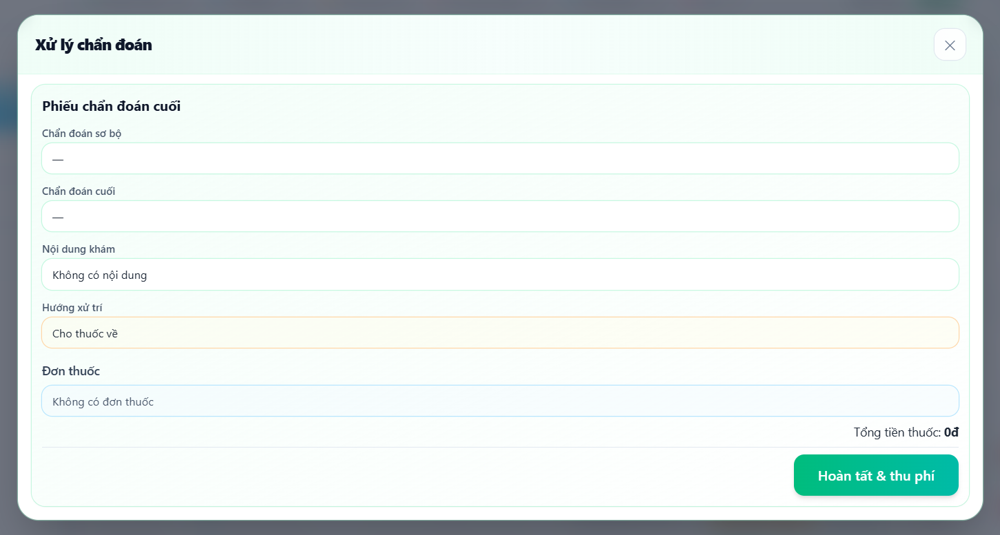 Xử lý chẩn đoán
Phiếu chẩn đoán cuối
Chẩn đoán sơ bộ
—
Chẩn đoán cuối
—
Nội dung khám
Không có nội dung
Hướng xử trí
Cho thuốc về
Đơn thuốc
Không có đơn thuốc
Tổng tiền thuốc: 0đ
Hoàn tất & thu phí